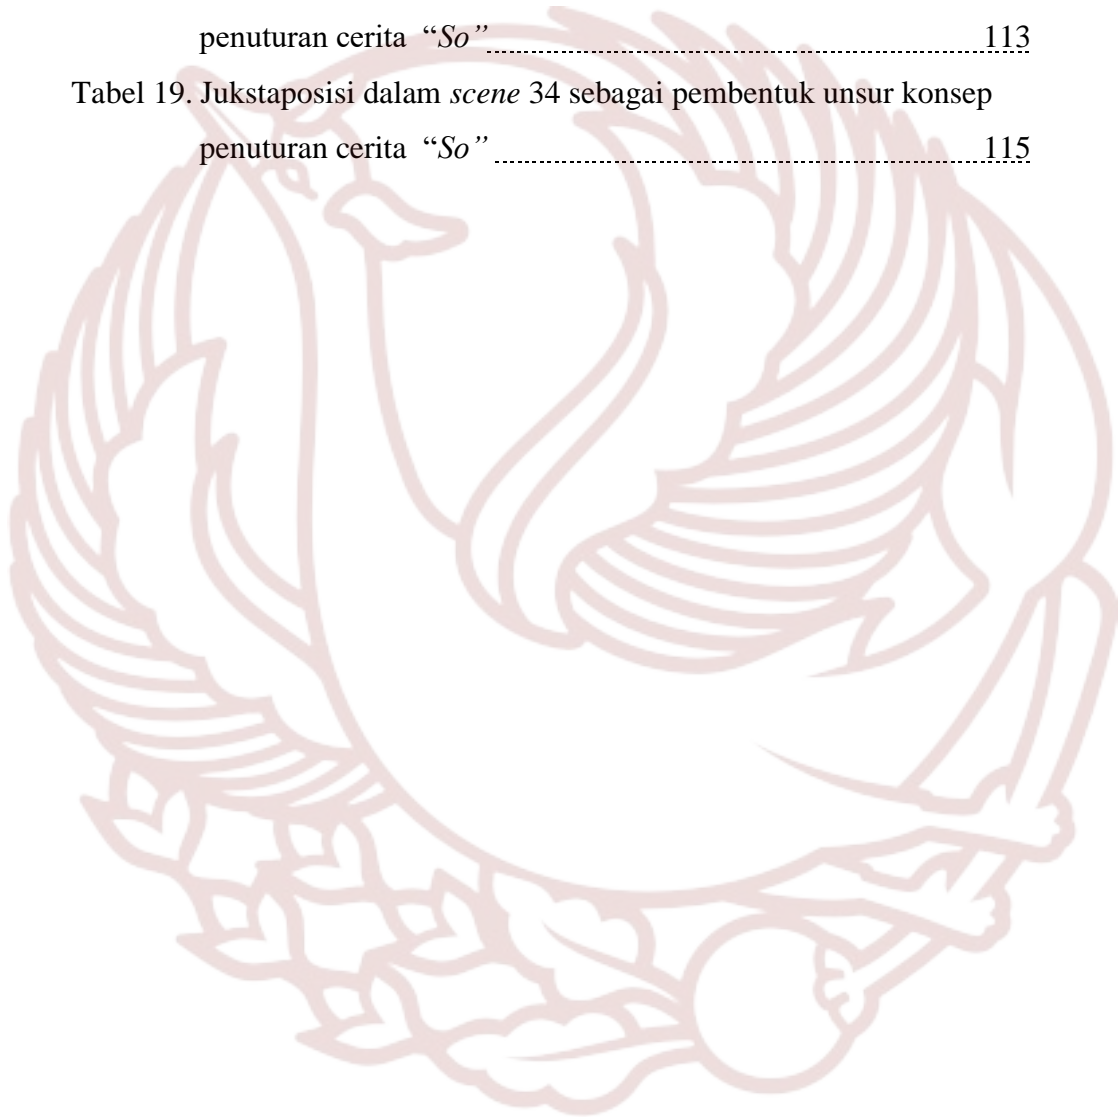 penuturan cerita “So” 113
Tabel 19. Jukstaposisi dalam scene 34 sebagai pembentuk unsur konsep
penuturan cerita “So” 115